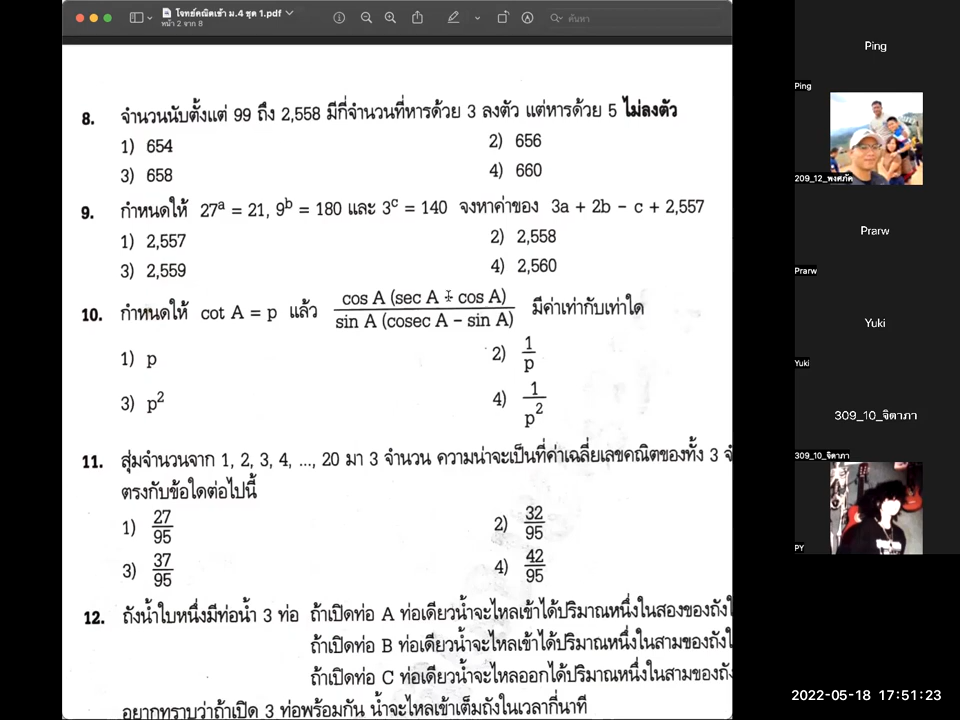 โจทย์คณิตเข้า ม.4 ชุด 1.pdf
หน้า 2 จาก 8
ค้นหา
8. จำนวนนับตั้งแต่ 99 ถึง 2,558 มีกี่จำนวนที่หารด้วย 3 ลงตัว แต่หารด้วย 5 ไม่ลงตัว
1) 654 2) 656
3) 658 4) 660
9. กำหนดให้ 27ᵃ = 21, 9ᵇ = 180 และ 3ᶜ = 140 จงหาค่าของ 3a + 2b – c + 2,557
1) 2,557 2) 2,558
3) 2,559 4) 2,560
10. กำหนดให้ cot A = p แล้ว cos A (sec A – cos A) / sin A (cosec A – sin A) มีค่าเท่ากับเท่าใด
1) p 2) 1/p
3) p² 4) 1/p²
11. สุ่มจำนวนจาก 1, 2, 3, 4, ..., 20 มา 3 จำนวน ความน่าจะเป็นที่ค่าเฉลี่ยเลขคณิตของทั้ง 3
ตรงกับข้อใดต่อไปนี้
1) 27/95 2) 32/95
3) 37/95 4) 42/95
12. ถังน้ำใบหนึ่งมีท่อน้ำ 3 ท่อ ถ้าเปิดท่อ A ท่อเดียวน้ำจะไหลเข้าได้ปริมาณหนึ่งในสองของถัง
ถ้าเปิดท่อ B ท่อเดียวน้ำจะไหลเข้าได้ปริมาณหนึ่งในสามของถัง
ถ้าเปิดท่อ C ท่อเดียวน้ำจะไหลออกได้ปริมาณหนึ่งในสามของถัง
อยากทราบว่าถ้าเปิด 3 ท่อพร้อมกัน น้ำจะไหลเข้าเต็มถังในเวลากี่นาที
Ping
Ping
209_12_พงศภัค
Prarw
Prarw
Yuki
Yuki
309_10_จิตาภา
309_10_จิตาภา
PY
2022-05-18 17:51:23